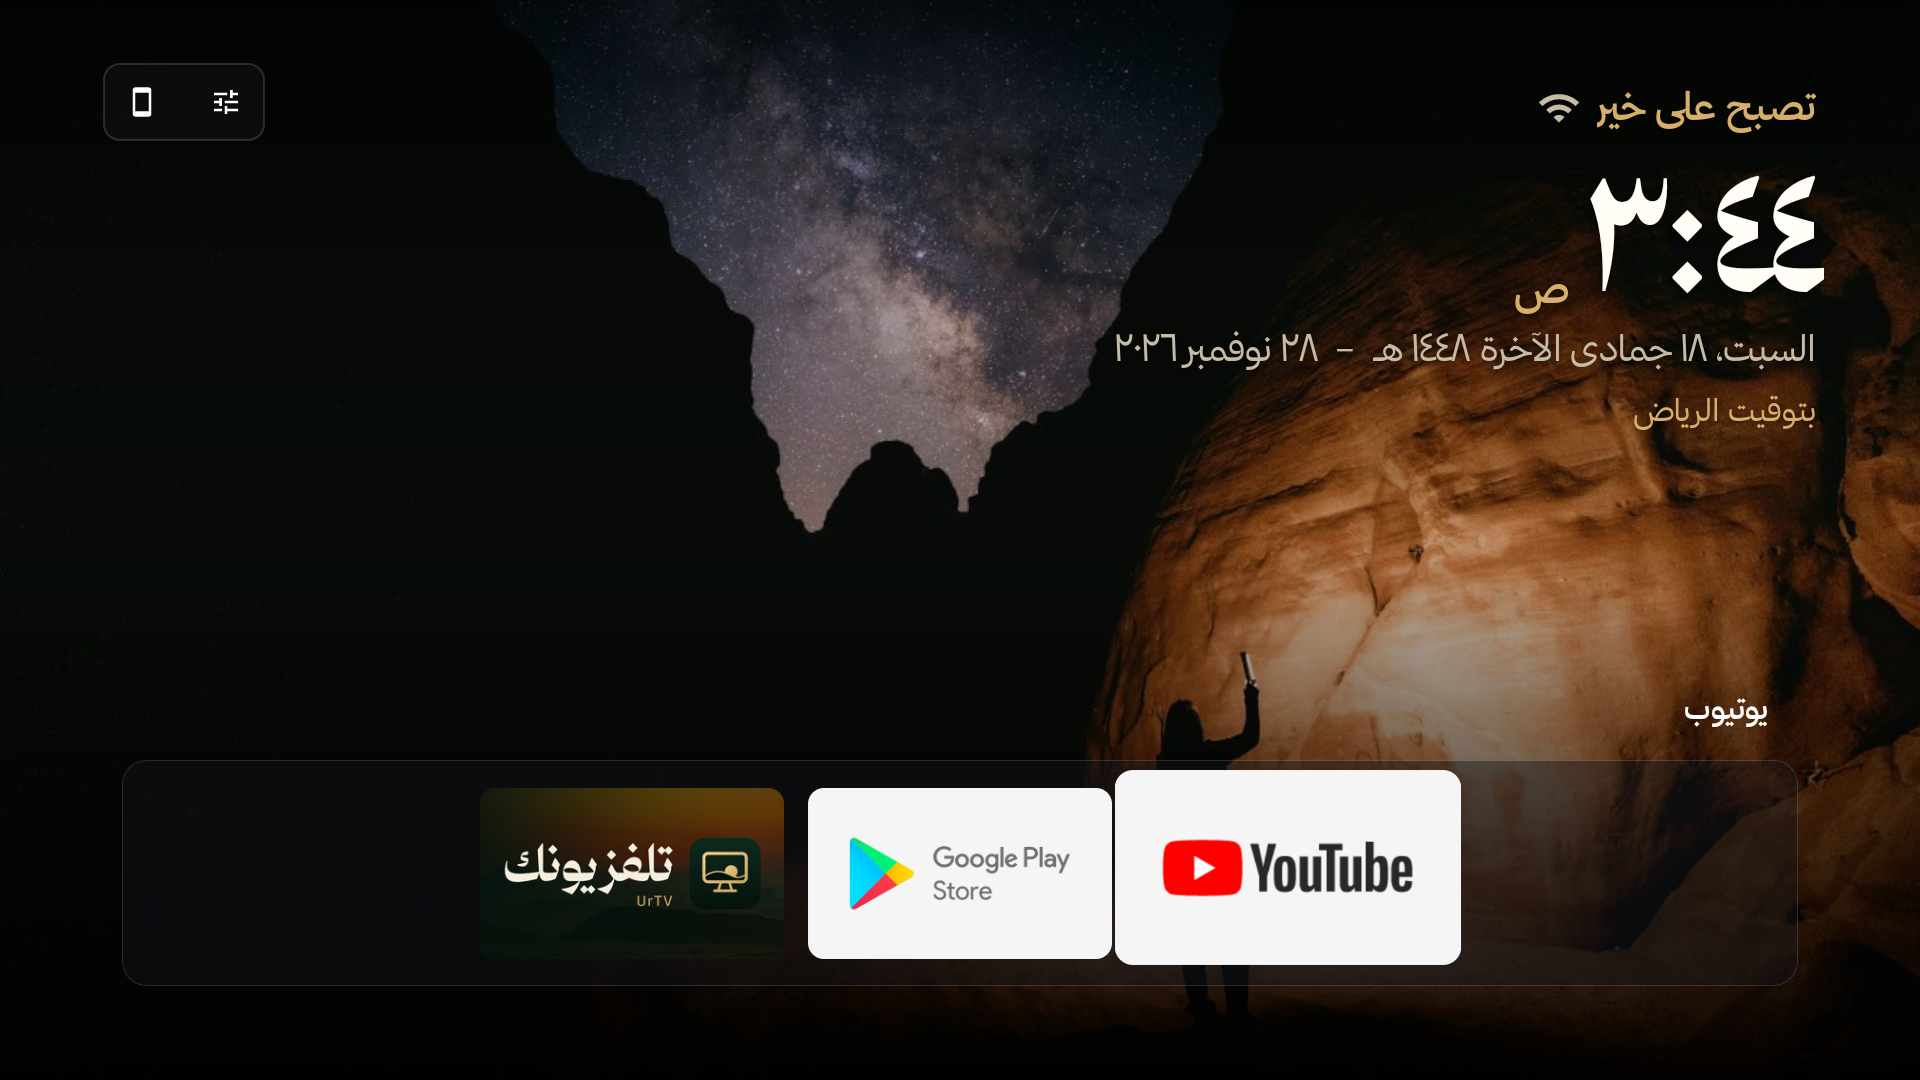 تصبح على خير
٣:٤٤ ص
السبت، ١٨ جمادى الآخرة ١٤٤٨ هـ – ٢٨ نوفمبر ٢٠٢٦
بتوقيت الرياض
يوتيوب
YouTube
Google Play
Store
تلفزيونك
UrTV